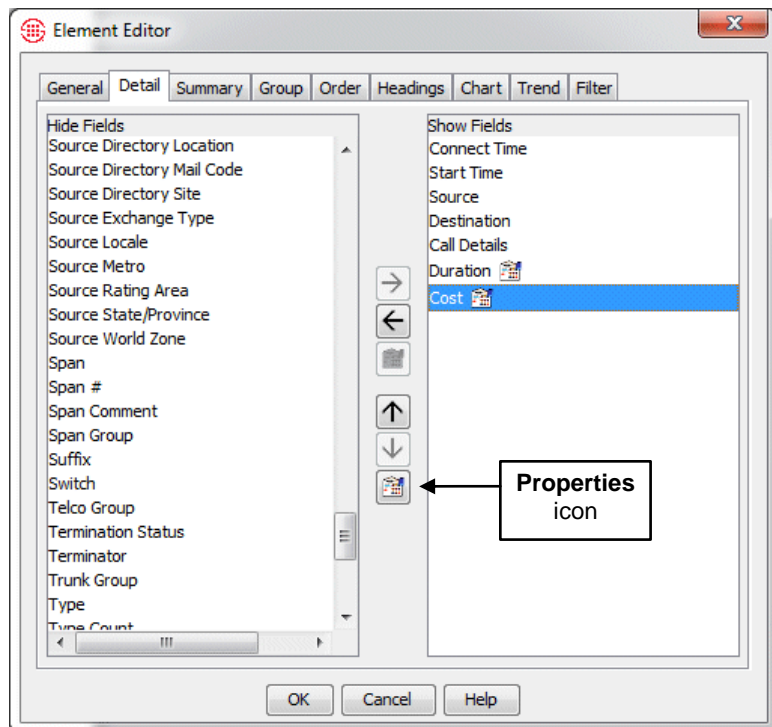 Element Editor
General Detail Summary Group Order Headings Chart Trend Filter
Hide Fields
Source Directory Location
Source Directory Mail Code
Source Directory Site
Source Exchange Type
Source Locale
Source Metro
Source Rating Area
Source State/Province
Source World Zone
Span
Span #
Span Comment
Span Group
Suffix
Switch
Telco Group
Termination Status
Terminator
Trunk Group
Type
Type Count
Show Fields
Connect Time
Start Time
Source
Destination
Call Details
Duration
Cost
Properties
icon
OK Cancel Help